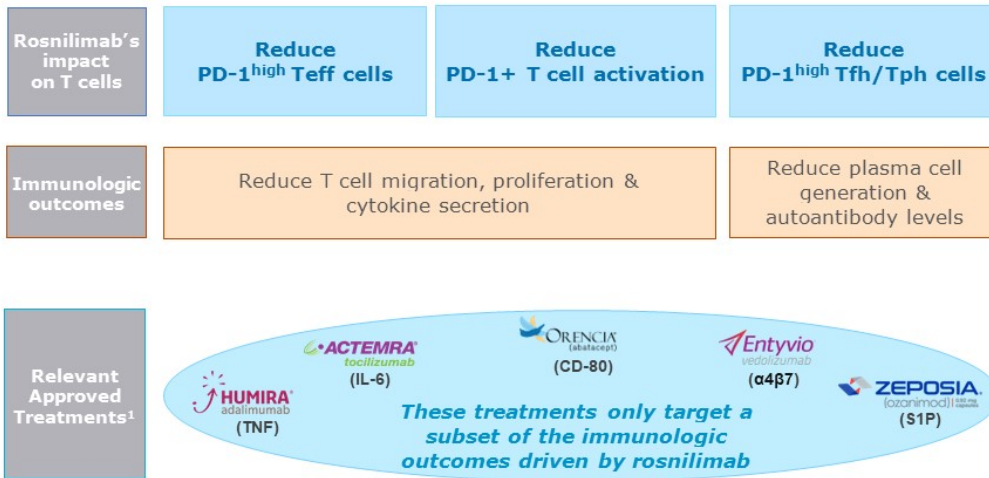 Rosnilimab's
impact
on T cells
Reduce
PD-1high Teff cells
Reduce
PD-1+ T cell activation
Reduce
PD-1high Tfh/Tph cells
Immunologic
outcomes
Reduce T cell migration, proliferation &
cytokine secretion
Reduce plasma cell
generation &
autoantibody levels
Relevant
Approved
Treatments1
HUMIRA®
adalimumab
(TNF)
ACTEMRA®
tocilizumab
(IL-6)
ORENCIA®
(abatacept)
(CD-80)
Entyvio
vedolizumab
(α4β7)
ZEPOSIA.
(ozanimod)
capsules
(S1P)
These treatments only target a
subset of the immunologic
outcomes driven by rosnilimab